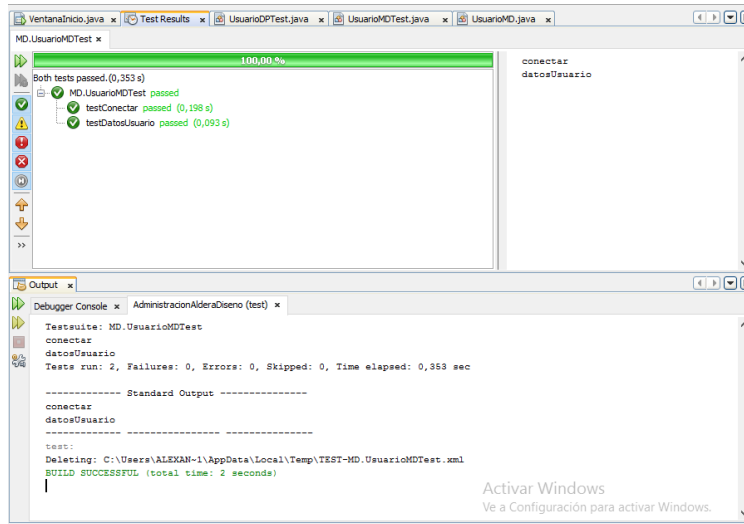 VentanaInicio.java x Test Results x UsuarioDPTest.java x UsuarioMDTest.java x UsuarioMD.java x
MD.UsuarioMDTest x
100,00 %
Both tests passed.(0,353 s)
MD.UsuarioMDTest passed
testConectar passed (0,198 s)
testDatosUsuario passed (0,093 s)
conectar
datosUsuario
Output x
Debugger Console x AdministracionAlderaDiseno (test) x
Testsuite: MD.UsuarioMDTest
conectar
datosUsuario
Tests run: 2, Failures: 0, Errors: 0, Skipped: 0, Time elapsed: 0,353 sec
------------- Standard Output ---------------
conectar
datosUsuario
------------- ---------------- ---------------
test:
Deleting: C:\Users\ALEXAN~1\AppData\Local\Temp\TEST-MD.UsuarioMDTest.xml
BUILD SUCCESSFUL (total time: 2 seconds)
Activar Windows
Ve a Configuración para activar Windows.